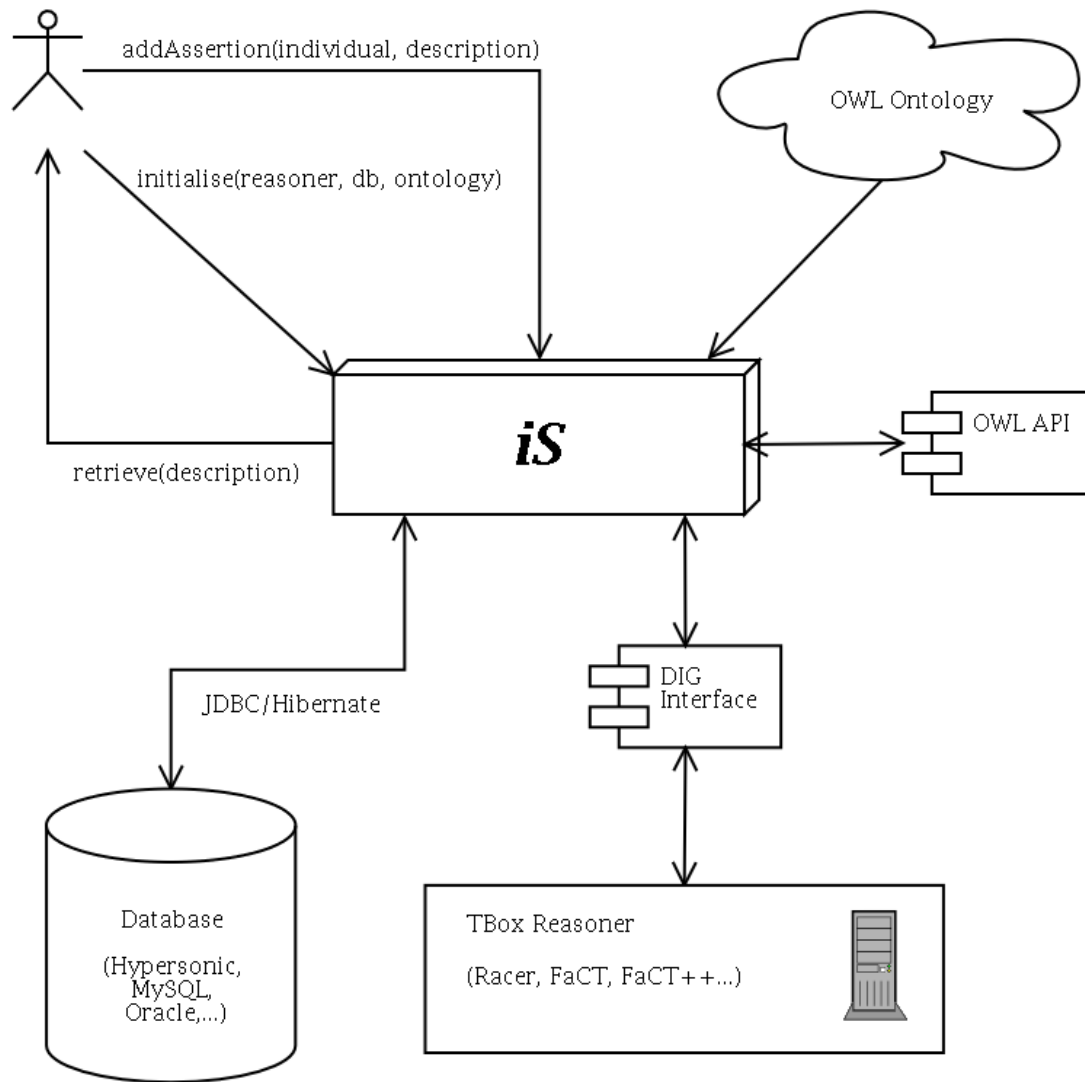 addAssertion(individual, description)
OWL Ontology
initialise(reasoner, db, ontology)
iS
OWL API
retrieve(description)
DIG
Interface
JDBC/Hibernate
Database
(Hypersonic,
MySQL,
Oracle,...)
TBox Reasoner
(Racer, FaCT, FaCT++...)